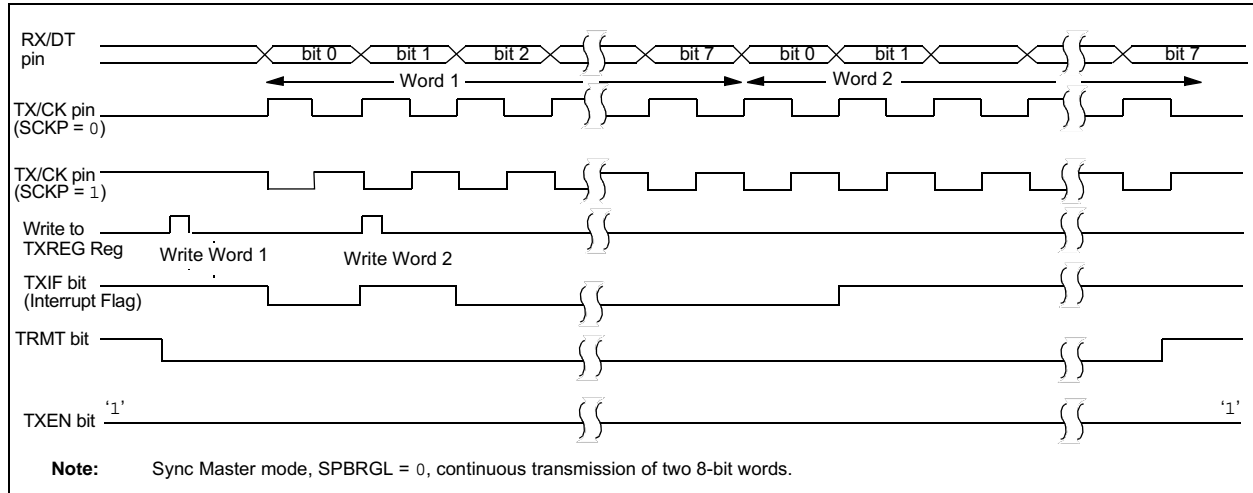 RX/DT
pin
bit 0 bit 1 bit 2 bit 7 bit 0 bit 1 bit 7
Word 1 Word 2
TX/CK pin
(SCKP = 0)
TX/CK pin
(SCKP = 1)
Write to
TXREG Reg
Write Word 1 Write Word 2
TXIF bit
(Interrupt Flag)
TRMT bit
TXEN bit ‘1’ ‘1’
Note: Sync Master mode, SPBRGL = 0, continuous transmission of two 8-bit words.